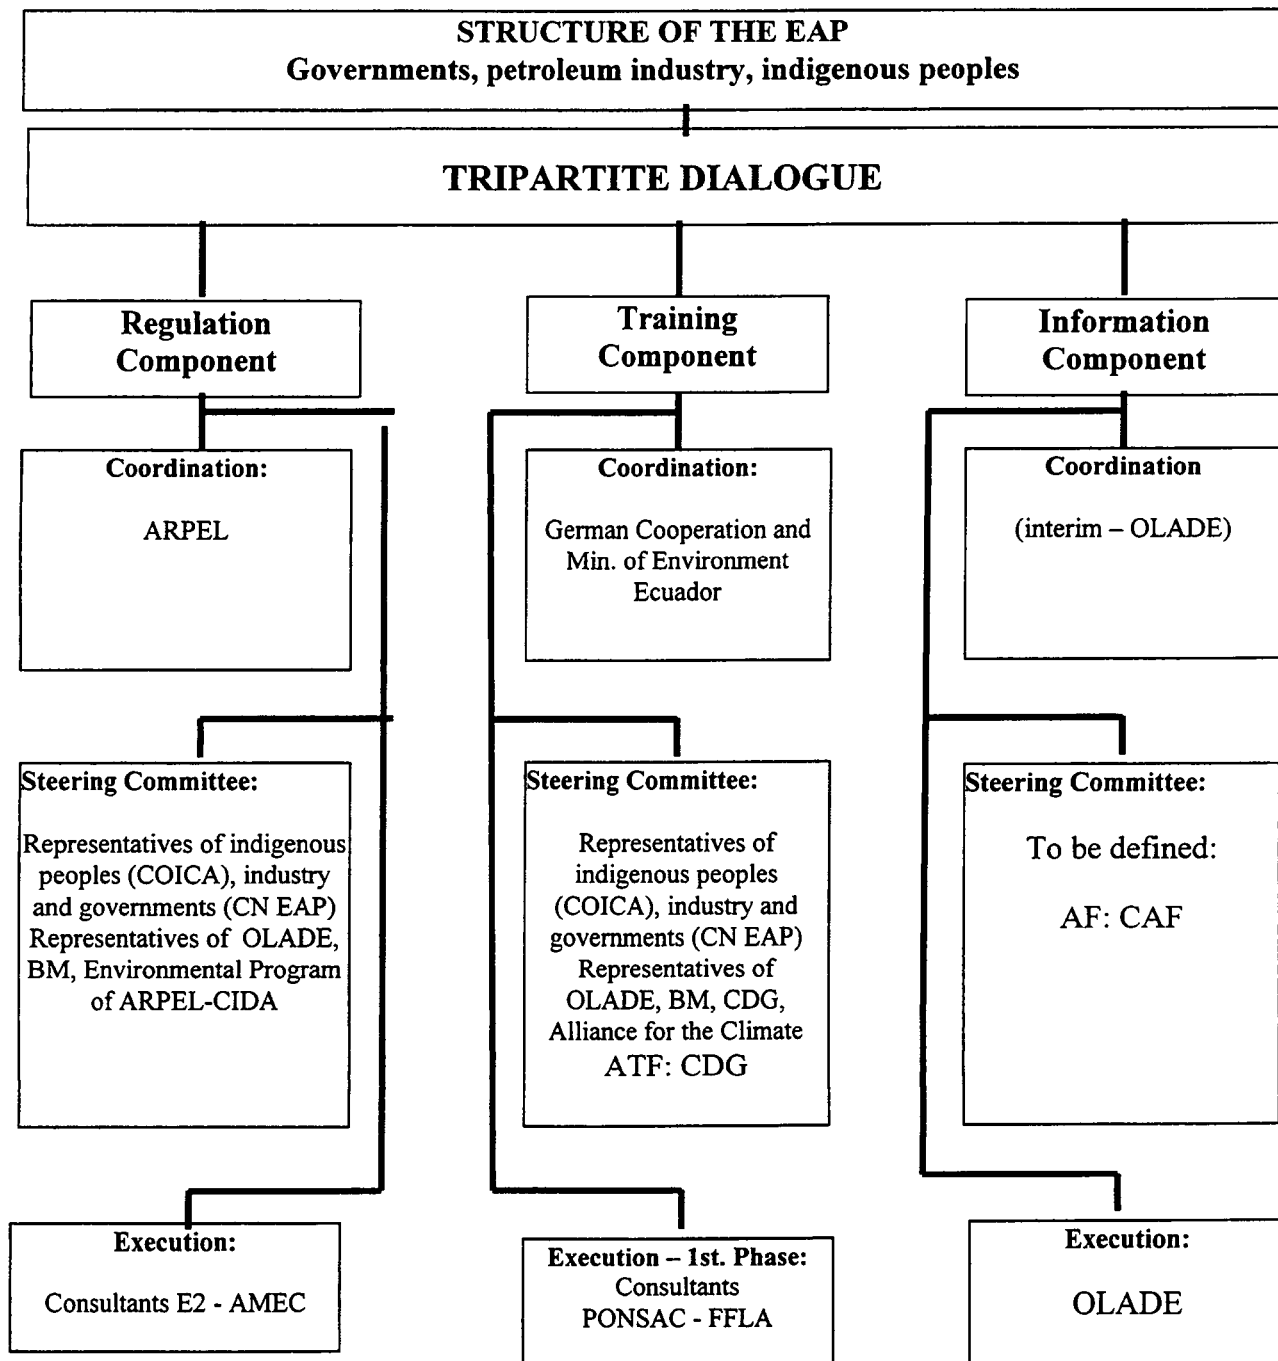 STRUCTURE OF THE EAP
Governments, petroleum industry, indigenous peoples
TRIPARTITE DIALOGUE
Regulation
Component
Training
Component
Information
Component
Coordination:
ARPEL
Coordination:
German Cooperation and
Min. of Environment
Ecuador
Coordination
(interim – OLADE)
Steering Committee:
Representatives of indigenous
peoples (COICA), industry
and governments (CN EAP)
Representatives of OLADE,
BM, Environmental Program
of ARPEL-CIDA
Steering Committee:
Representatives of
indigenous peoples
(COICA), industry and
governments (CN EAP)
Representatives of
OLADE, BM, CDG,
Alliance for the Climate
ATF: CDG
Steering Committee:
To be defined:
AF: CAF
Execution:
Consultants E2 - AMEC
Execution – 1st. Phase:
Consultants
PONSAC - FFLA
Execution:
OLADE